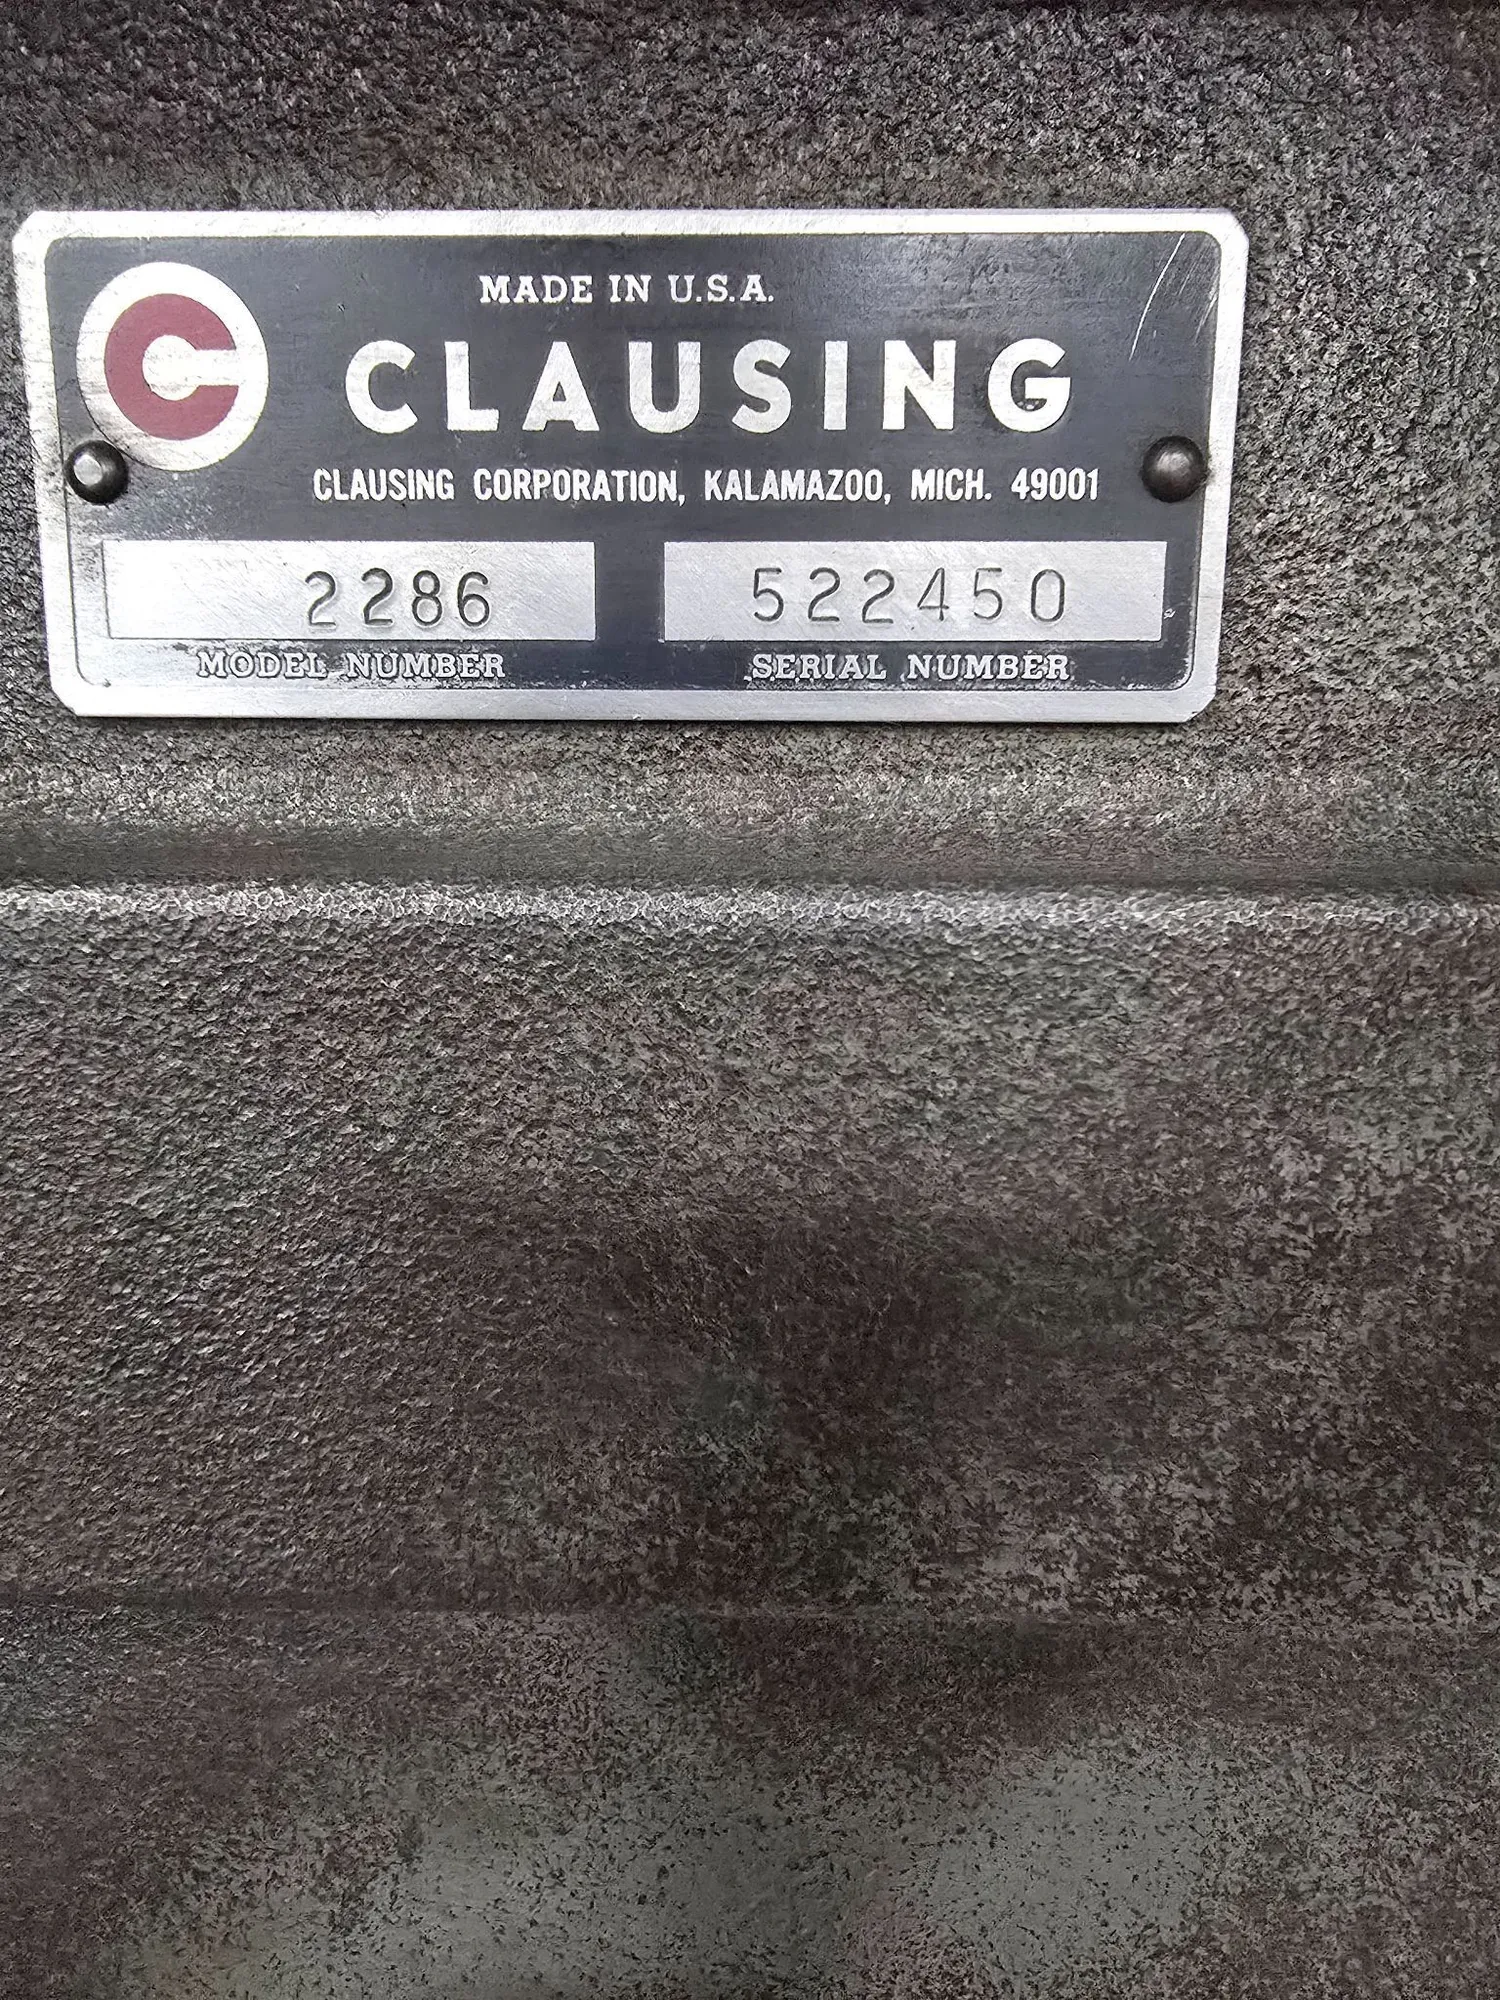 MADE IN U.S.A.
CLAUSING
CLAUSING CORPORATION, KALAMAZOO, MICH. 49001
2286 522450
MODEL NUMBER SERIAL NUMBER